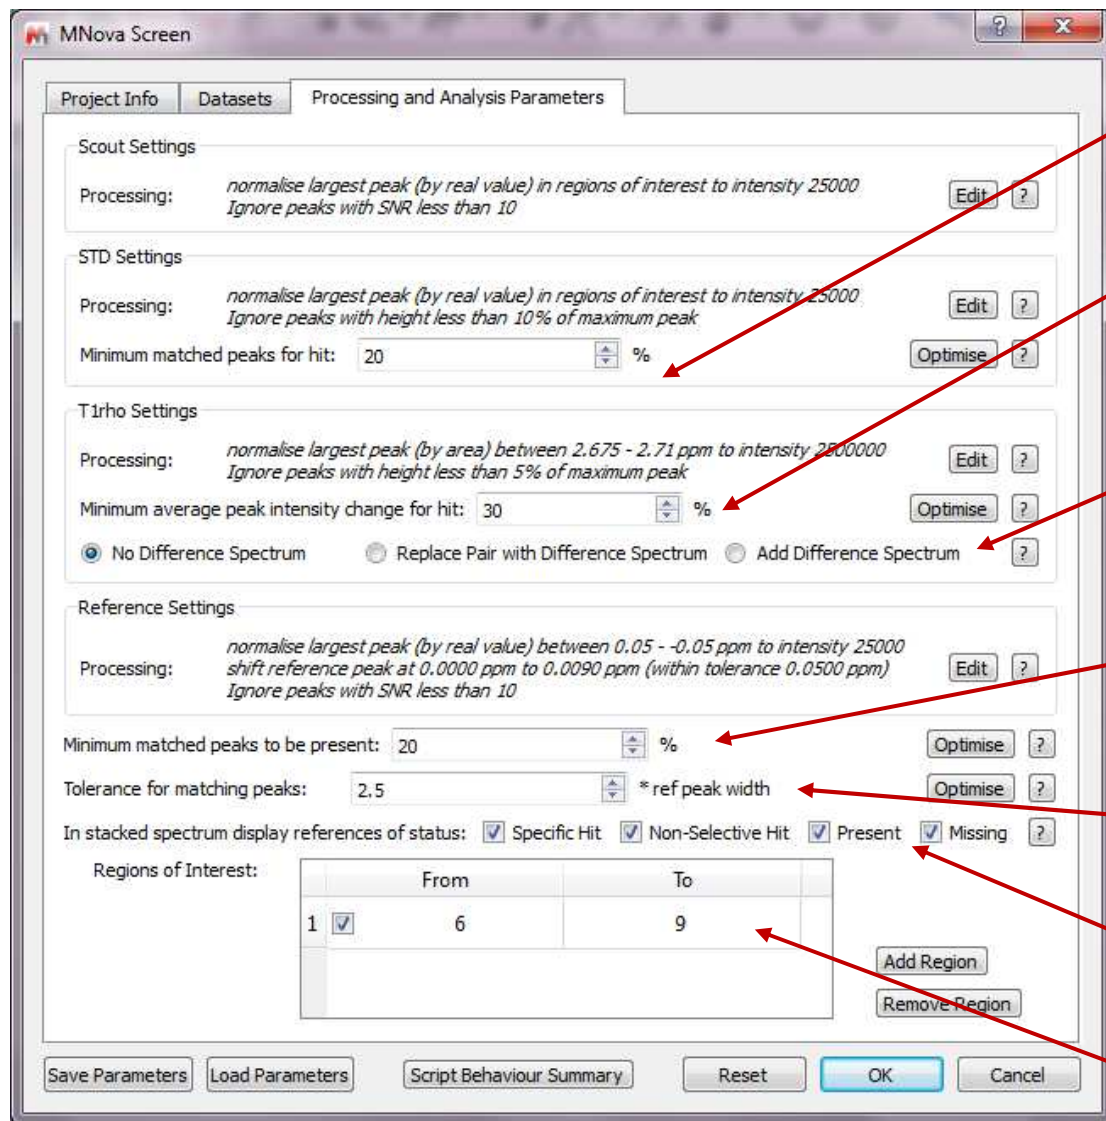 MNova Screen
Project Info Datasets Processing and Analysis Parameters
Scout Settings
Processing: normalise largest peak (by real value) in regions of interest to intensity 25000
Ignore peaks with SNR less than 10
Edit ?
STD Settings
Processing: normalise largest peak (by real value) in regions of interest to intensity 25000
Ignore peaks with height less than 10% of maximum peak
Edit ?
Minimum matched peaks for hit: 20 % Optimise ?
T1rho Settings
Processing: normalise largest peak (by area) between 2.675 - 2.71 ppm to intensity 2500000
Ignore peaks with height less than 5% of maximum peak
Edit ?
Minimum average peak intensity change for hit: 30 % Optimise ?
No Difference Spectrum Replace Pair with Difference Spectrum Add Difference Spectrum ?
Reference Settings
normalise largest peak (by real value) between 0.05 - -0.05 ppm to intensity 25000
Processing: shift reference peak at 0.0000 ppm to 0.0090 ppm (within tolerance 0.0500 ppm) Edit ?
Ignore peaks with SNR less than 10
Minimum matched peaks to be present: 20 % Optimise ?
Tolerance for matching peaks: 2.5 * ref peak width Optimise ?
In stacked spectrum display references of status: Specific Hit Non-Selective Hit Present Missing ?
Regions of Interest:
From To
1 6 9
Add Region
Remove Region
Save Parameters Load Parameters Script Behaviour Summary Reset OK Cancel